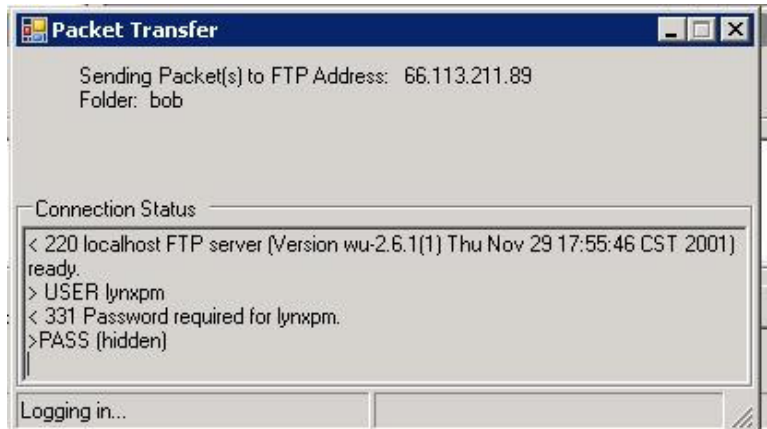 Packet Transfer
Sending Packet(s) to FTP Address: 66.113.211.89
Folder: bob
Connection Status
< 220 localhost FTP server (Version wu-2.6.1(1) Thu Nov 29 17:55:46 CST 2001)
ready.
> USER lynxpm
< 331 Password required for lynxpm.
>PASS (hidden)
Logging in...